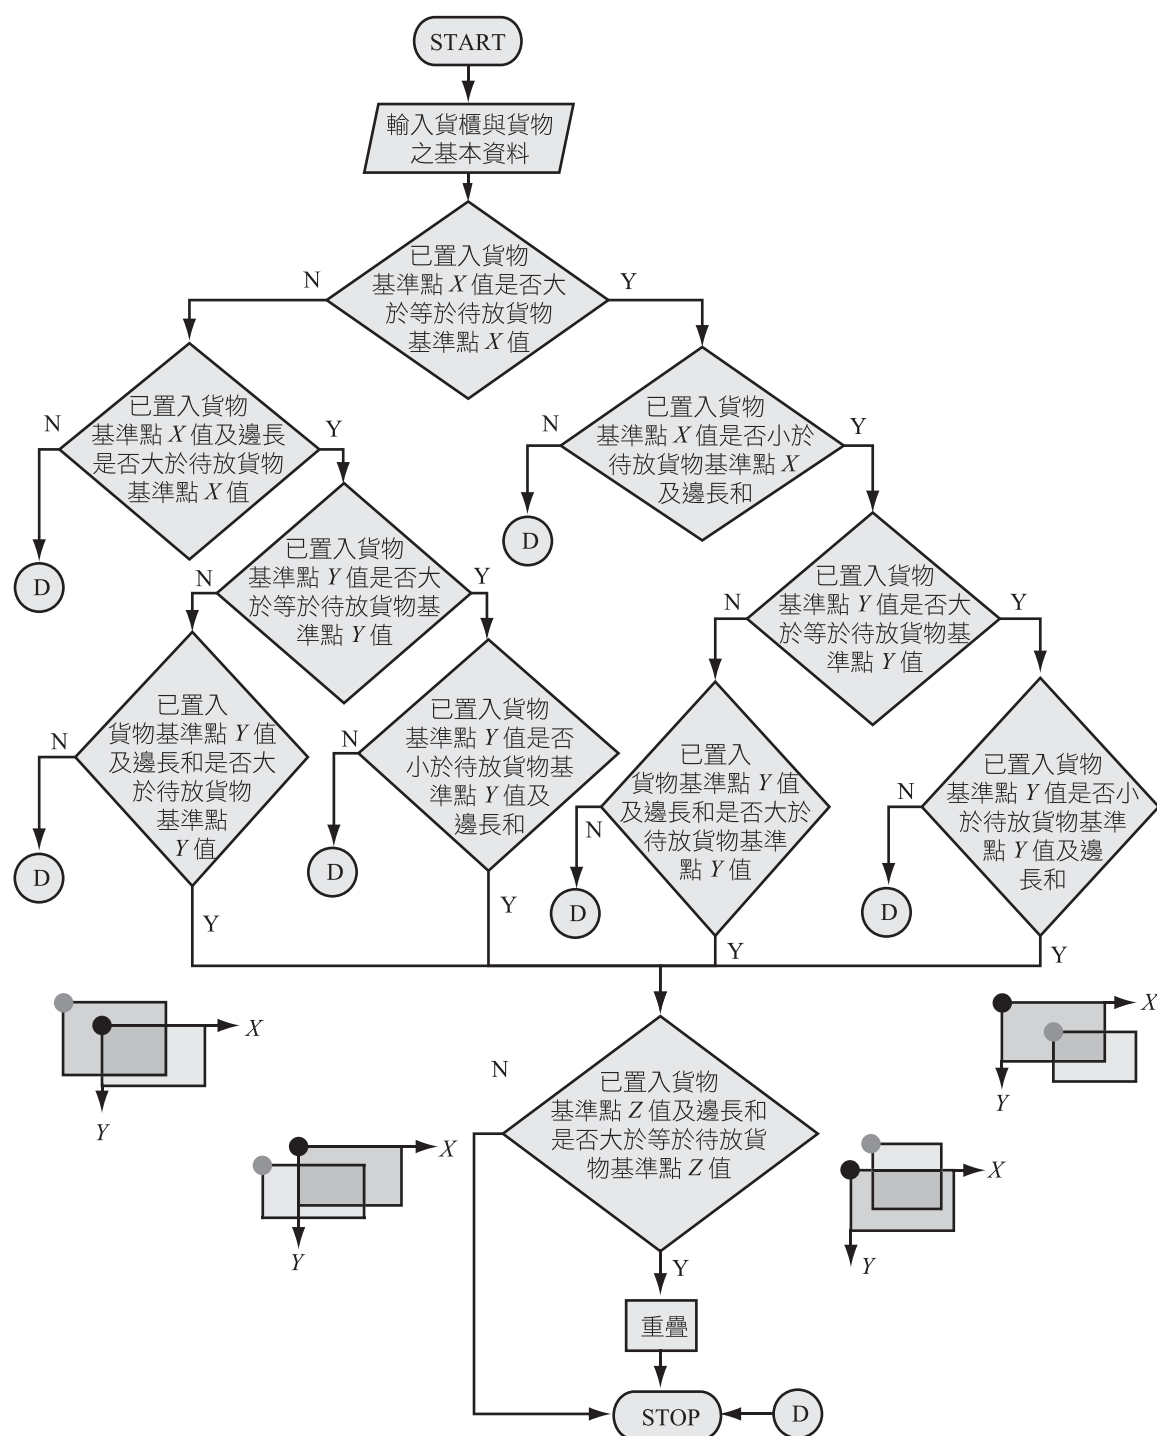 START
輸入貨櫃與貨物
之基本資料
已置入貨物
基準點 X 值是否大
於等於待放貨物
基準點 X 值
N
Y
已置入貨物
基準點 X 值及邊長
是否大於待放貨物
基準點 X 值
N
Y
已置入貨物
基準點 X 值是否小於
待放貨物基準點 X
及邊長和
N
Y
D
D
已置入貨物
基準點 Y 值是否大
於等於待放貨物基
準點 Y 值
N
Y
已置入貨物
基準點 Y 值是否大
於等於待放貨物基
準點 Y 值
N
Y
已置入
貨物基準點 Y 值
及邊長和是否大
於待放貨物
基準點
Y 值
N
Y
D
已置入貨物
基準點 Y 值是否
小於待放貨物基
準點 Y 值及
邊長和
N
Y
D
已置入
貨物基準點 Y 值
及邊長和是否大於
待放貨物基準
點 Y 值
N
Y
D
已置入貨物
基準點 Y 值是否小
於待放貨物基準
點 Y 值及邊
長和
N
Y
D
X
Y
X
Y
X
Y
X
Y
已置入貨物
基準點 Z 值及邊長和
是否大於等於待放貨
物基準點 Z 值
N
Y
重疊
STOP
D